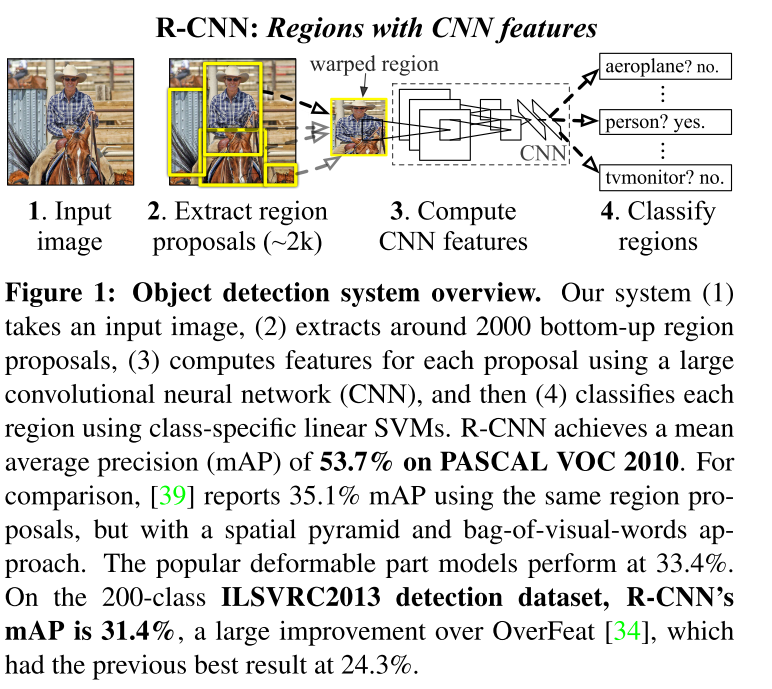 R-CNN: Regions with CNN features
warped region
aeroplane? no.
⋮
person? yes.
⋮
tvmonitor? no.
CNN
1. Input
image
2. Extract region
proposals (~2k)
3. Compute
CNN features
4. Classify
regions
Figure 1: Object detection system overview. Our system (1)
takes an input image, (2) extracts around 2000 bottom-up region
proposals, (3) computes features for each proposal using a large
convolutional neural network (CNN), and then (4) classifies each
region using class-specific linear SVMs. R-CNN achieves a mean
average precision (mAP) of 53.7% on PASCAL VOC 2010. For
comparison, [39] reports 35.1% mAP using the same region pro-
posals, but with a spatial pyramid and bag-of-visual-words ap-
proach. The popular deformable part models perform at 33.4%.
On the 200-class ILSVRC2013 detection dataset, R-CNN’s
mAP is 31.4%, a large improvement over OverFeat [34], which
had the previous best result at 24.3%.